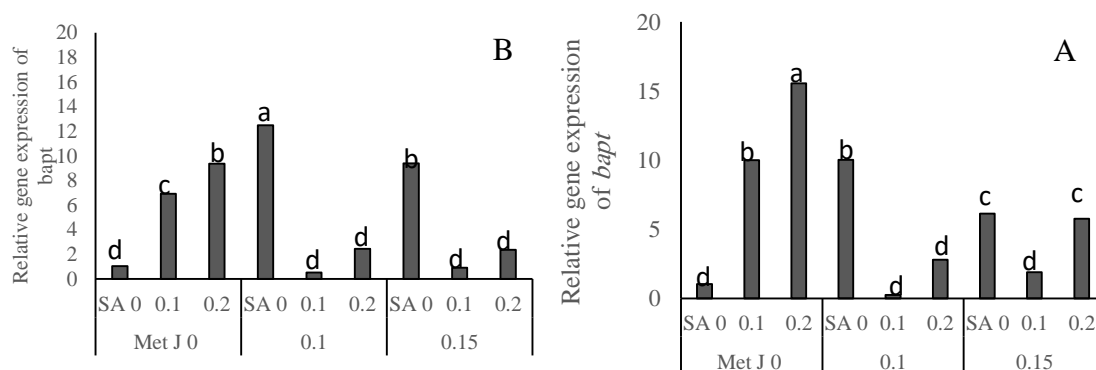 Relative gene expression of
bapt
20
18
16
14
12
10
8
6
4
2
0
B
d
c
b
a
d
d
b
d
d
SA 0 0.1 0.2 SA 0 0.1 0.2 SA 0 0.1 0.2
Met J 0 0.1 0.15
Relative gene expression
of bapt
20
15
10
5
0
A
d
b
a
b
d
d
c
d
c
SA 0 0.1 0.2 SA 0 0.1 0.2 SA 0 0.1 0.2
Met J 0 0.1 0.15